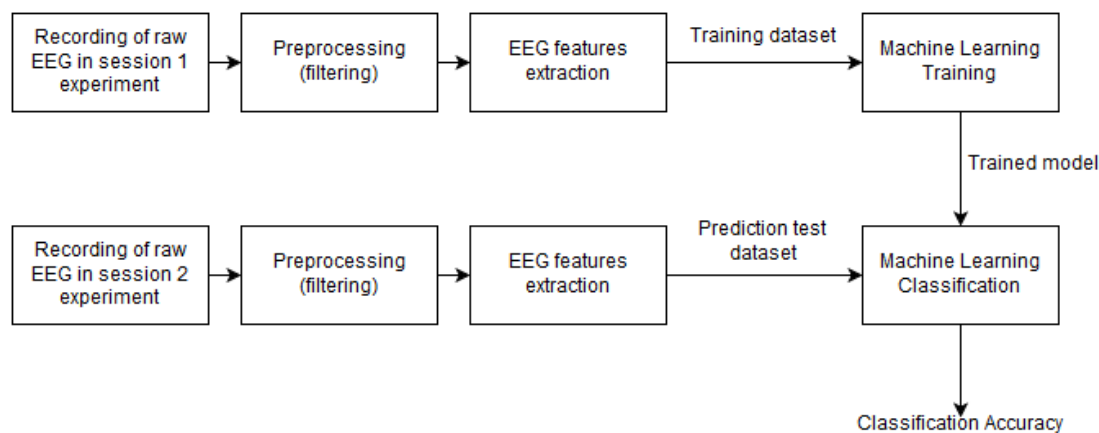 Recording of raw
EEG in session 1
experiment
Preprocessing
(filtering)
EEG features
extraction
Training dataset
Machine Learning
Training
Trained model
Recording of raw
EEG in session 2
experiment
Preprocessing
(filtering)
EEG features
extraction
Prediction test
dataset
Machine Learning
Classification
Classification Accuracy